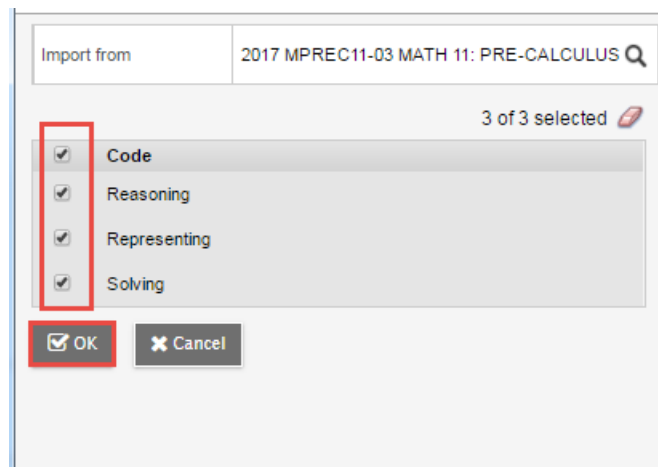 Import from 2017 MPREC11-03 MATH 11: PRE-CALCULUS
3 of 3 selected
Code
Reasoning
Representing
Solving
OK Cancel